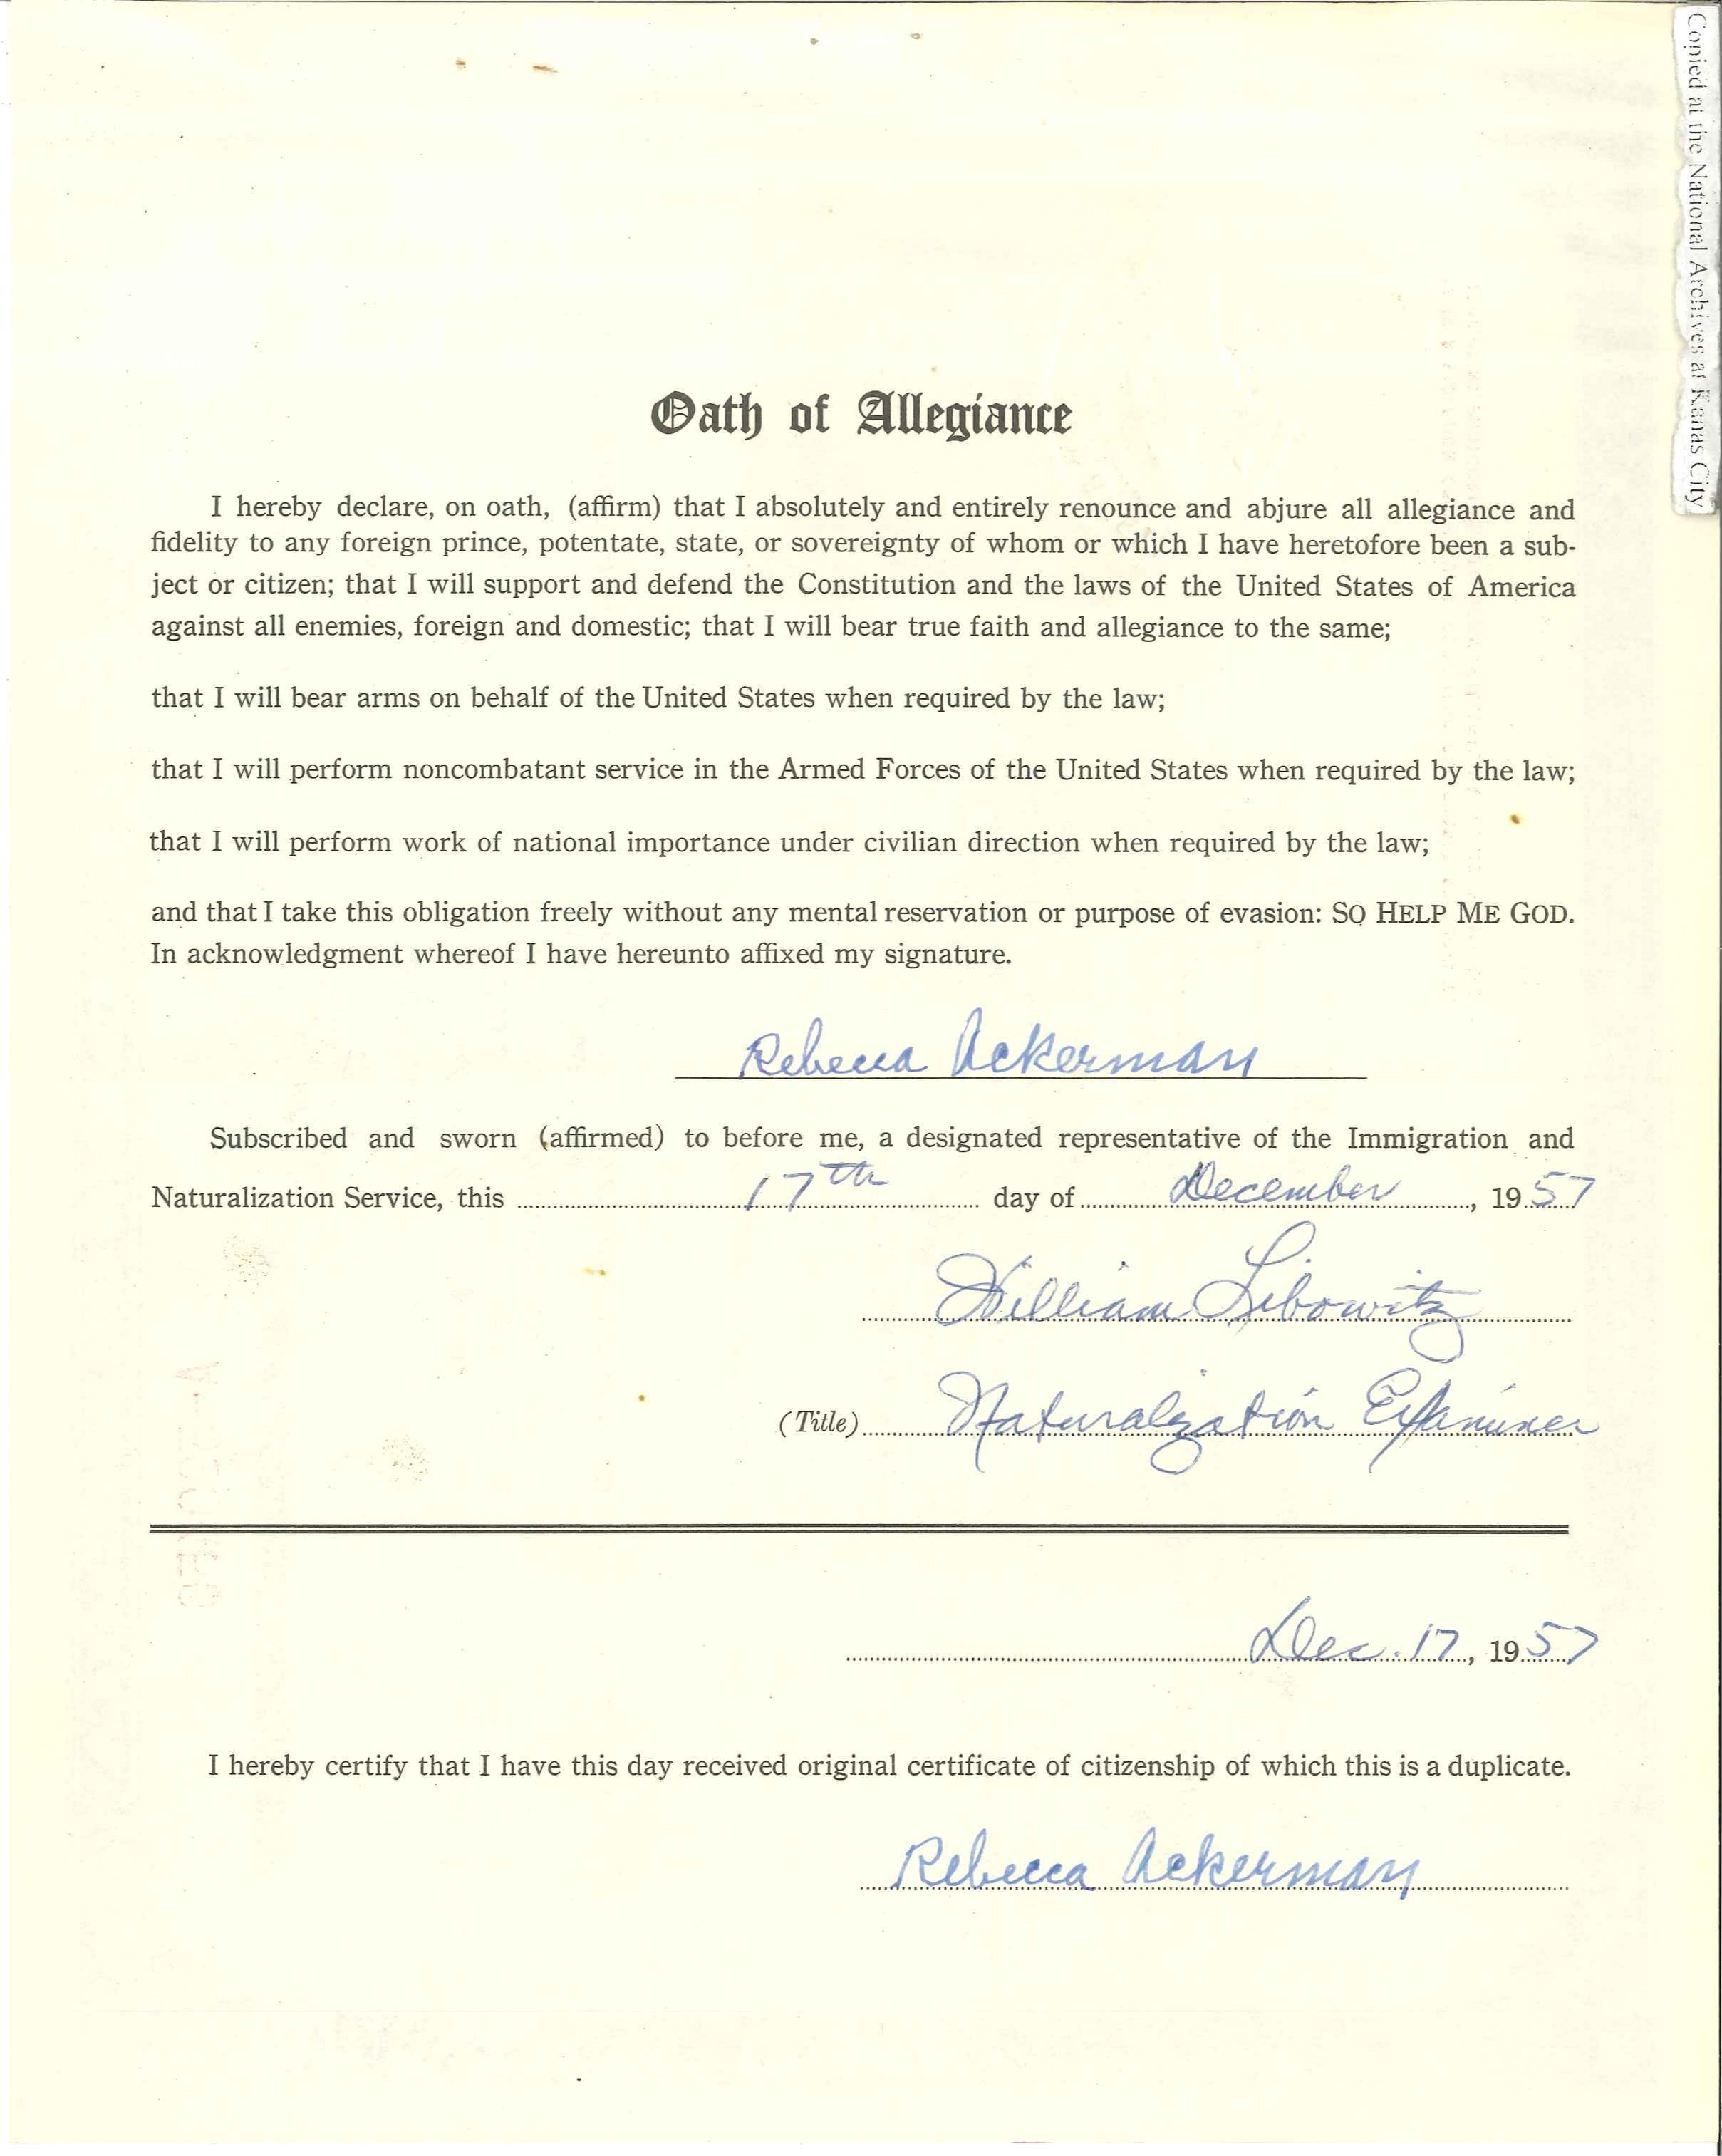 Copied at the National Archives at Kanas City
Oath of Allegiance
I hereby declare, on oath, (affirm) that I absolutely and entirely renounce and abjure all allegiance and
fidelity to any foreign prince, potentate, state, or sovereignty of whom or which I have heretofore been a sub-
ject or citizen; that I will support and defend the Constitution and the laws of the United States of America
against all enemies, foreign and domestic; that I will bear true faith and allegiance to the same;
that I will bear arms on behalf of the United States when required by the law;
that I will perform noncombatant service in the Armed Forces of the United States when required by the law;
that I will perform work of national importance under civilian direction when required by the law;
and that I take this obligation freely without any mental reservation or purpose of evasion: SO HELP ME GOD.
In acknowledgment whereof I have hereunto affixed my signature.
Rebecca Ackerman
Subscribed and sworn (affirmed) to before me, a designated representative of the Immigration and
Naturalization Service, this 17th day of December, 1957
William Libowitz
(Title) Naturalization Examiner
Dec. 17, 1957
I hereby certify that I have this day received original certificate of citizenship of which this is a duplicate.
Rebecca Ackerman